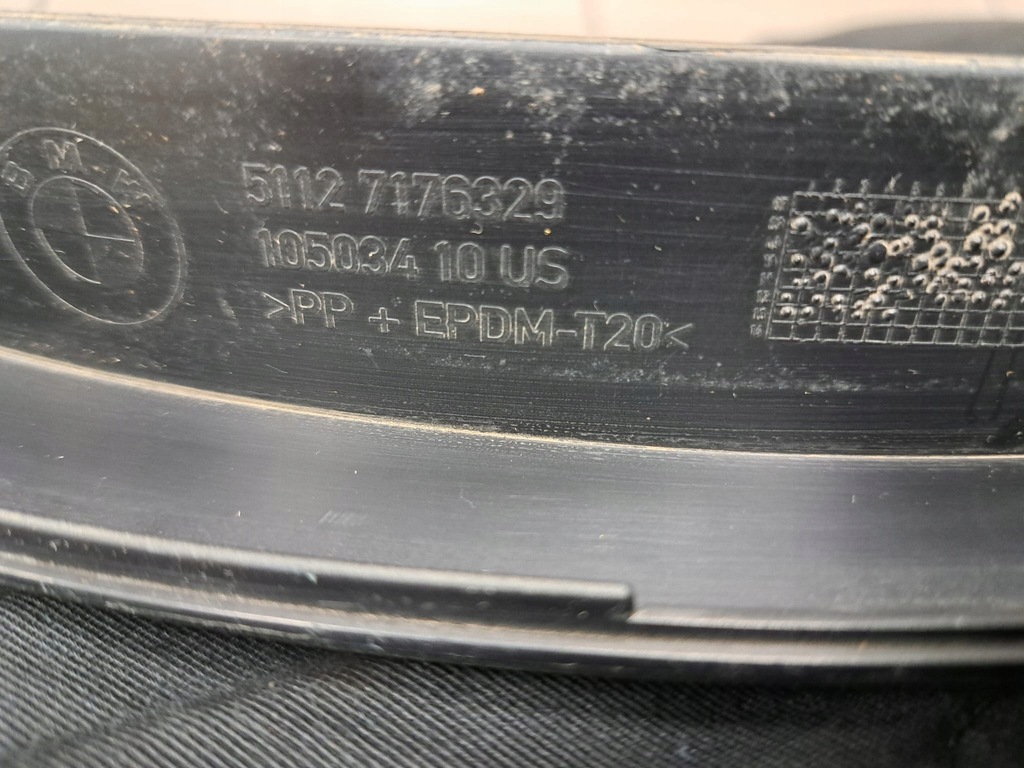 BMW
5112 7176329
105034 10 US
>PP + EPDM-T20<